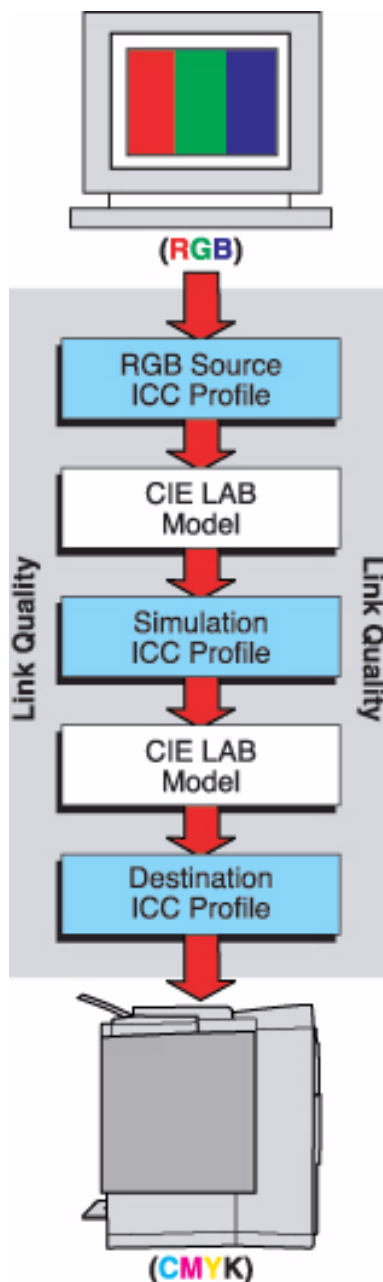 (RGB)
RGB Source
ICC Profile
CIE LAB
Model
Link Quality
Link Quality
Simulation
ICC Profile
CIE LAB
Model
Destination
ICC Profile
(CMYK)